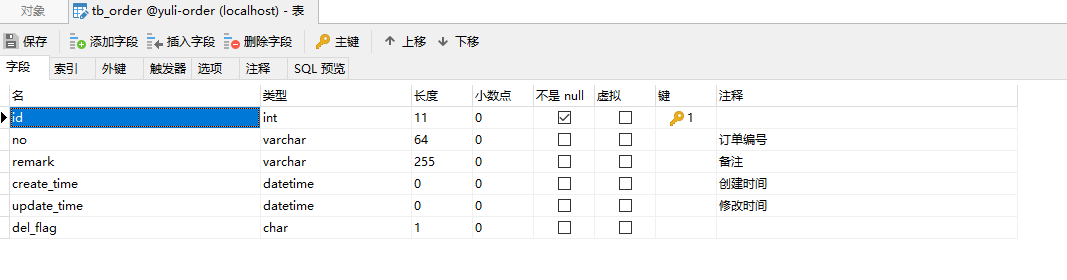 对象 tb_order @yuli-order (localhost) - 表
保存 添加字段 插入字段 删除字段 主键 上移 下移
字段 索引 外键 触发器 选项 注释 SQL 预览
名 类型 长度 小数点 不是 null 虚拟 键 注释
id int 11 0 1
no varchar 64 0 订单编号
remark varchar 255 0 备注
create_time datetime 0 0 创建时间
update_time datetime 0 0 修改时间
del_flag char 1 0